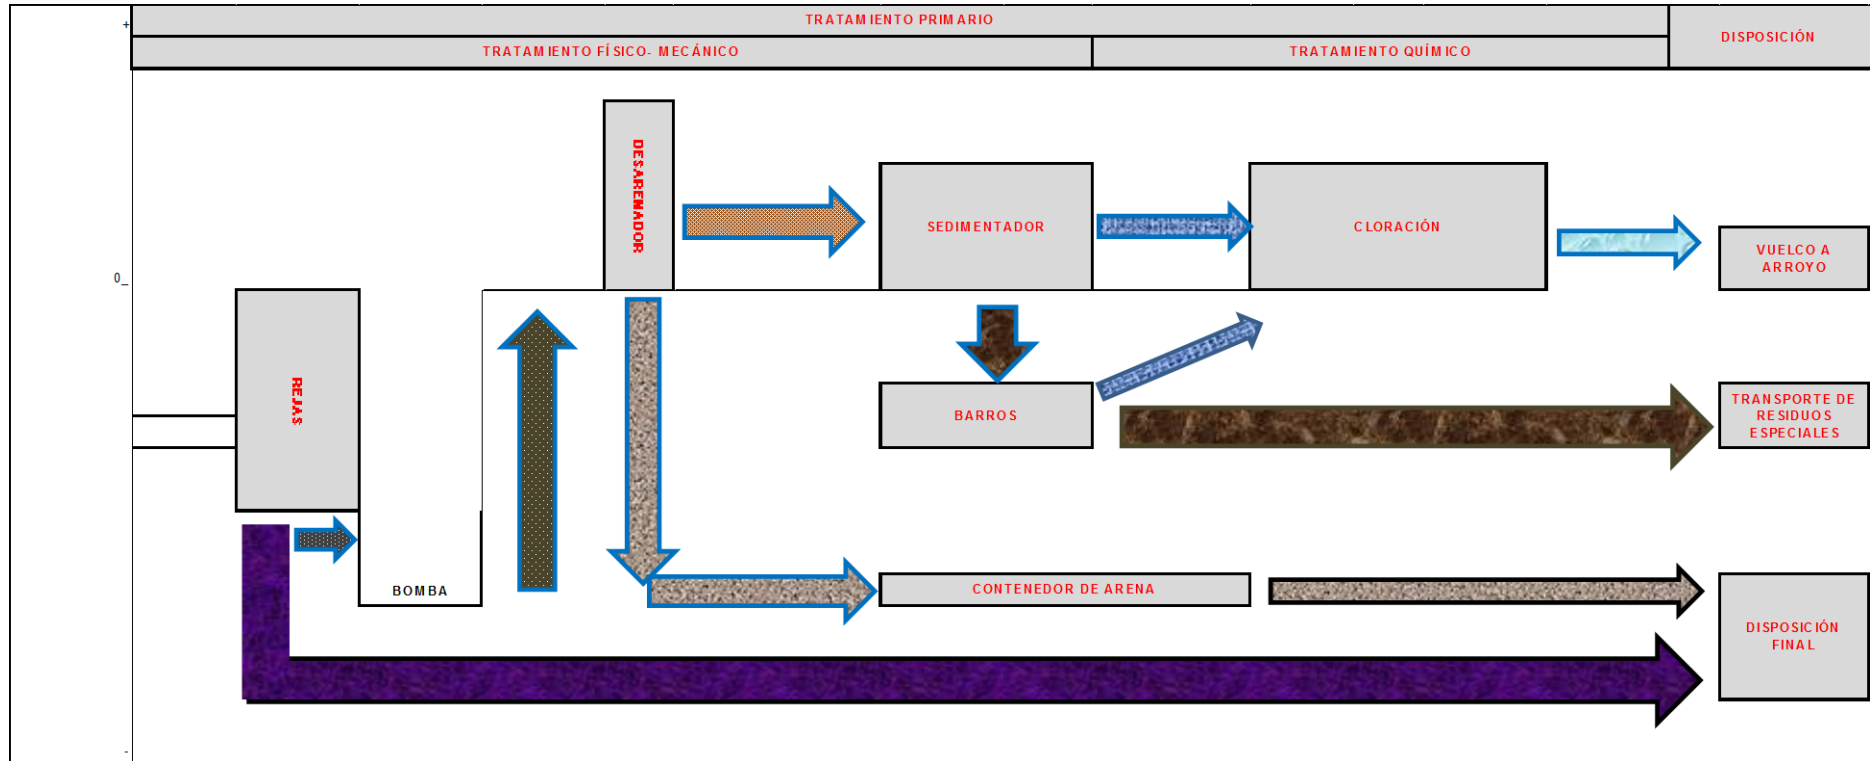 +
TRATAMIENTO PRIMARIO
DISPOSICIÓN
TRATAMIENTO FÍSICO- MECÁNICO
TRATAMIENTO QUÍMICO
DESARENADOR
SEDIMENTADOR
CLORACIÓN
VUELCO A
ARROYO
0_
REJAS
BARROS
TRANSPORTE DE
RESIDUOS
ESPECIALES
BOMBA
CONTENEDOR DE ARENA
DISPOSICIÓN
FINAL
-